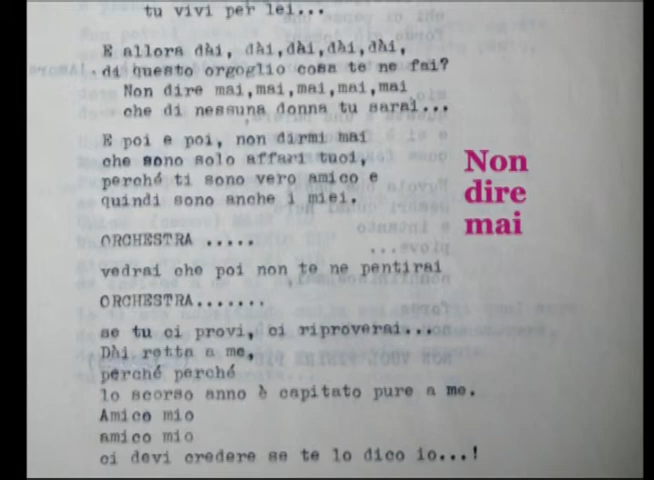 tu vivi per lei...
E allora dài, dài,dài,dài,dài,
di questo orgoglio cosa te ne fai?
Non dire mai,mai,mai,mai,mai
che di nessuna donna tu sarai...
E poi e poi, non dirmi mai
che sono solo affari tuoi,
perché ti sono vero amico e
quindi sono anche i miei.
ORCHESTRA .....
vedrai che poi non te ne pentirai
ORCHESTRA.......
se tu ci provi, ci riproverai...
Dài retta a me,
perché perché
lo scorso anno è capitato pure a me.
Amico mio
amico mio
ci devi credere se te lo dico io...!
Non
dire
mai